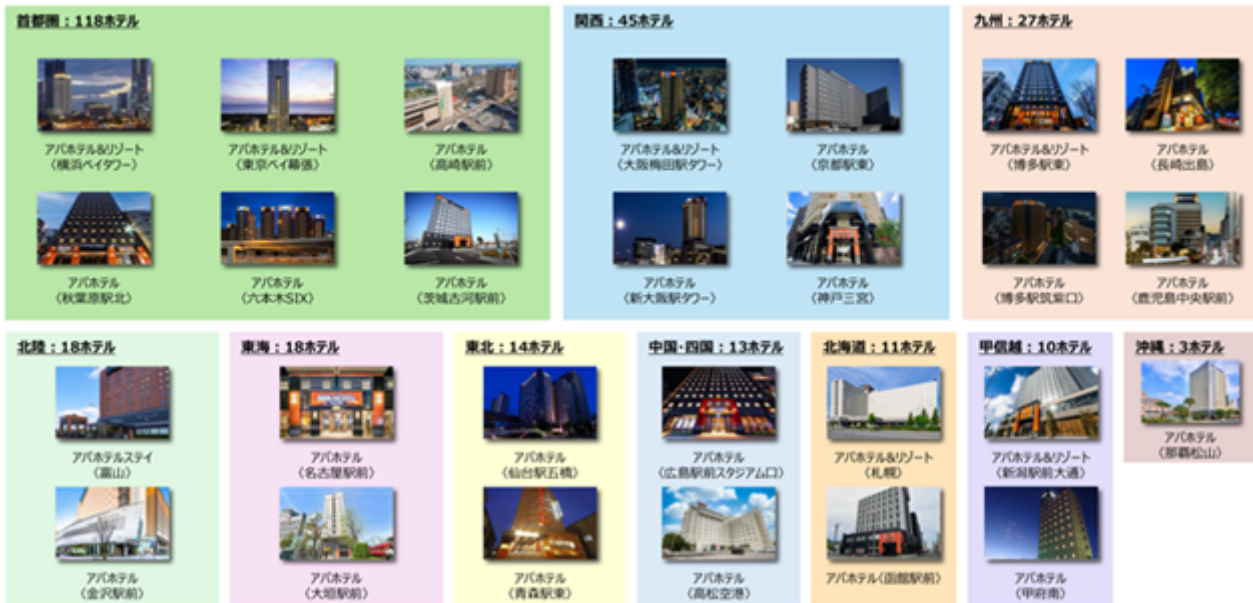 首都圏：118ホテル
アパホテル&リゾート
〈横浜ベイタワー〉
アパホテル&リゾート
〈東京ベイ幕張〉
アパホテル
〈高崎駅前〉
アパホテル
〈秋葉原駅北〉
アパホテル
〈六本木SIX〉
アパホテル
〈茨城古河駅前〉
関西：45ホテル
アパホテル&リゾート
〈大阪梅田駅タワー〉
アパホテル
〈京都駅東〉
アパホテル
〈新大阪駅タワー〉
アパホテル
〈神戸三宮〉
九州：27ホテル
アパホテル&リゾート
〈博多駅東〉
アパホテル
〈長崎出島〉
アパホテル
〈博多駅筑紫口〉
アパホテル
〈鹿児島中央駅前〉
北陸：18ホテル
アパホテルステイ
〈富山〉
アパホテル
〈金沢駅前〉
東海：18ホテル
APA HOTEL
アパホテル
〈名古屋駅前〉
アパホテル
〈大垣駅前〉
東北：14ホテル
アパホテル
〈仙台駅五橋〉
アパホテル
〈青森駅東〉
中国・四国：13ホテル
アパホテル
〈広島駅前スタジアム口〉
アパホテル
〈高松空港〉
北海道：11ホテル
アパホテル&リゾート
〈札幌〉
アパホテル〈函館駅前〉
甲信越：10ホテル
アパホテル&リゾート
〈新潟駅前大通〉
アパホテル
〈甲府南〉
沖縄：3ホテル
アパホテル
〈那覇松山〉